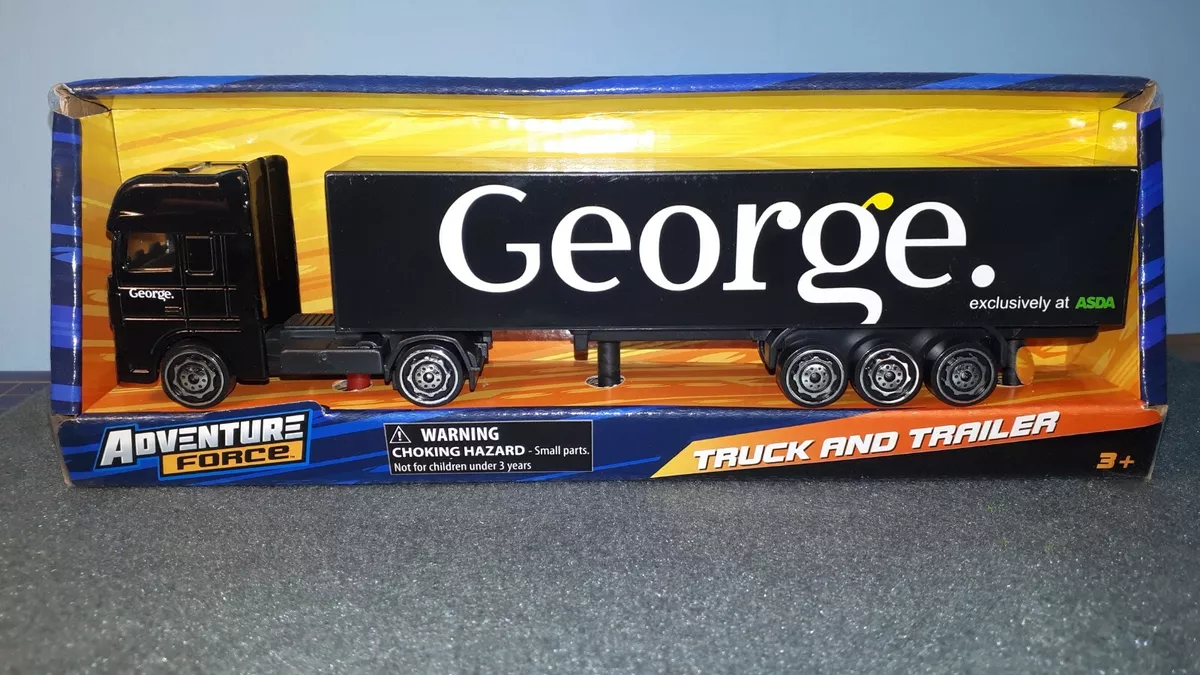 George.
exclusively at ASDA
George.
ADVENTURE
FORCE™
WARNING
CHOKING HAZARD - Small parts.
Not for children under 3 years
TRUCK AND TRAILER
3+